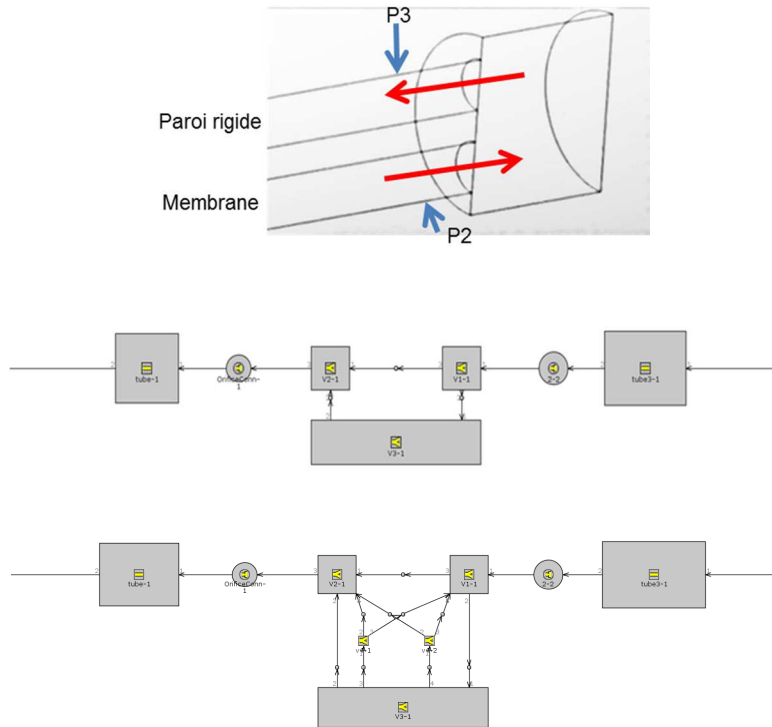 P3
Paroi rigide
Membrane
P2
tube-1
OrificeConn-
1
V2-1
V1-1
2-2
tube3-1
V3-1
tube-1
OrificeConn-
1
V2-1
V1-1
2-2
tube3-1
V3-1